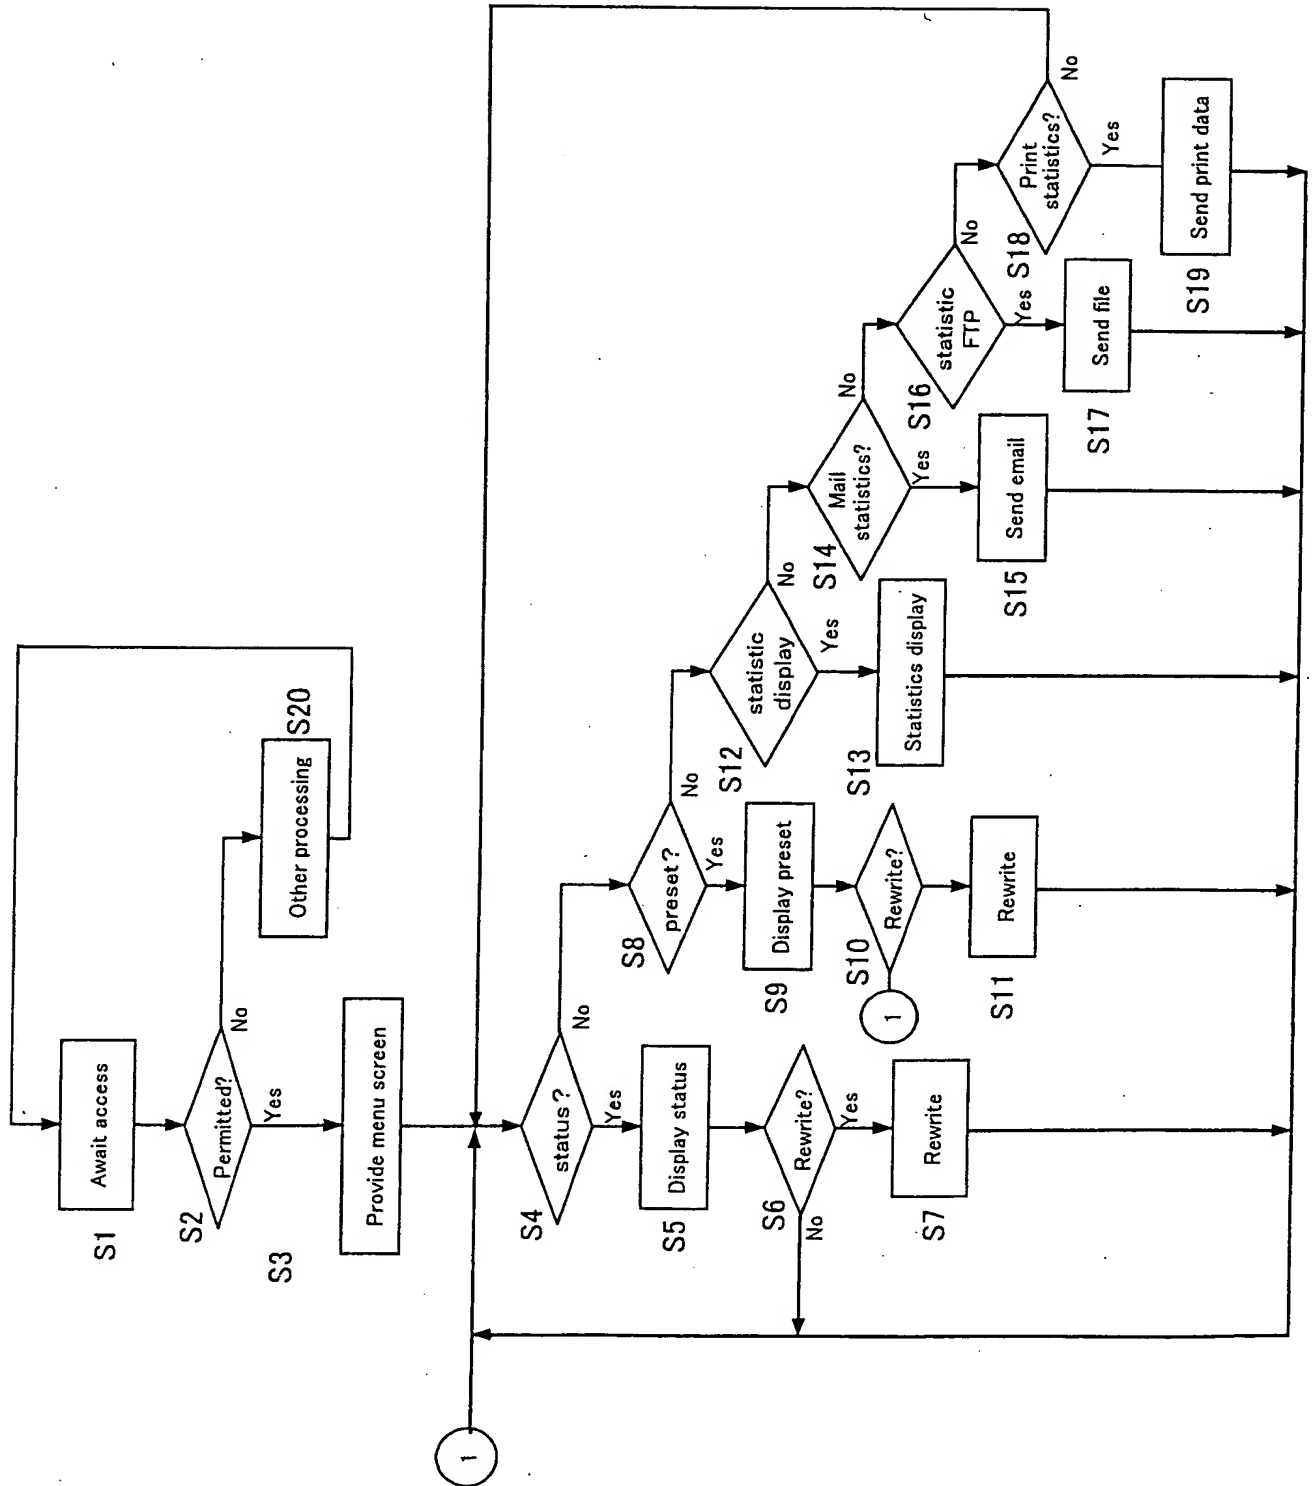 S1
Await access
S2
Permitted?
No
Yes
S20
Other processing
S3
Provide menu screen
1
S4
status?
No
Yes
S5
Display status
S6
Rewrite?
No
Yes
S7
Rewrite
S8
preset?
No
Yes
S9
Display preset
S10
Rewrite?
1
S11
Rewrite
S12
statistic
display
No
Yes
S13
Statistics display
S14
Mail
statistics?
No
Yes
S15
Send email
S16
statistic
FTP
No
Yes
S17
Send file
S18
Print
statistics?
No
Yes
S19
Send print data